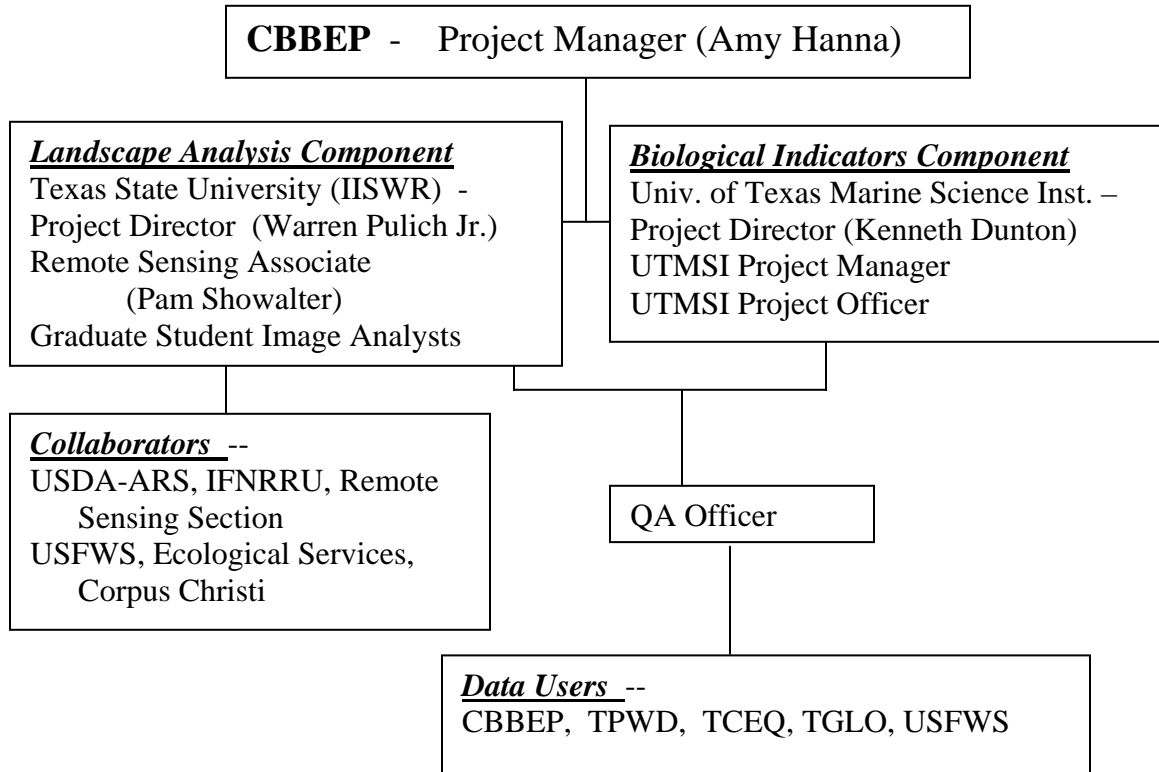 CBBEP - Project Manager (Amy Hanna)
Landscape Analysis Component
Texas State University (IISWR) -
Project Director (Warren Pulich Jr.)
Remote Sensing Associate
(Pam Showalter)
Graduate Student Image Analysts
Biological Indicators Component
Univ. of Texas Marine Science Inst. –
Project Director (Kenneth Dunton)
UTMSI Project Manager
UTMSI Project Officer
Collaborators --
USDA-ARS, IFNRRU, Remote
Sensing Section
USFWS, Ecological Services,
Corpus Christi
QA Officer
Data Users --
CBBEP, TPWD, TCEQ, TGLO, USFWS